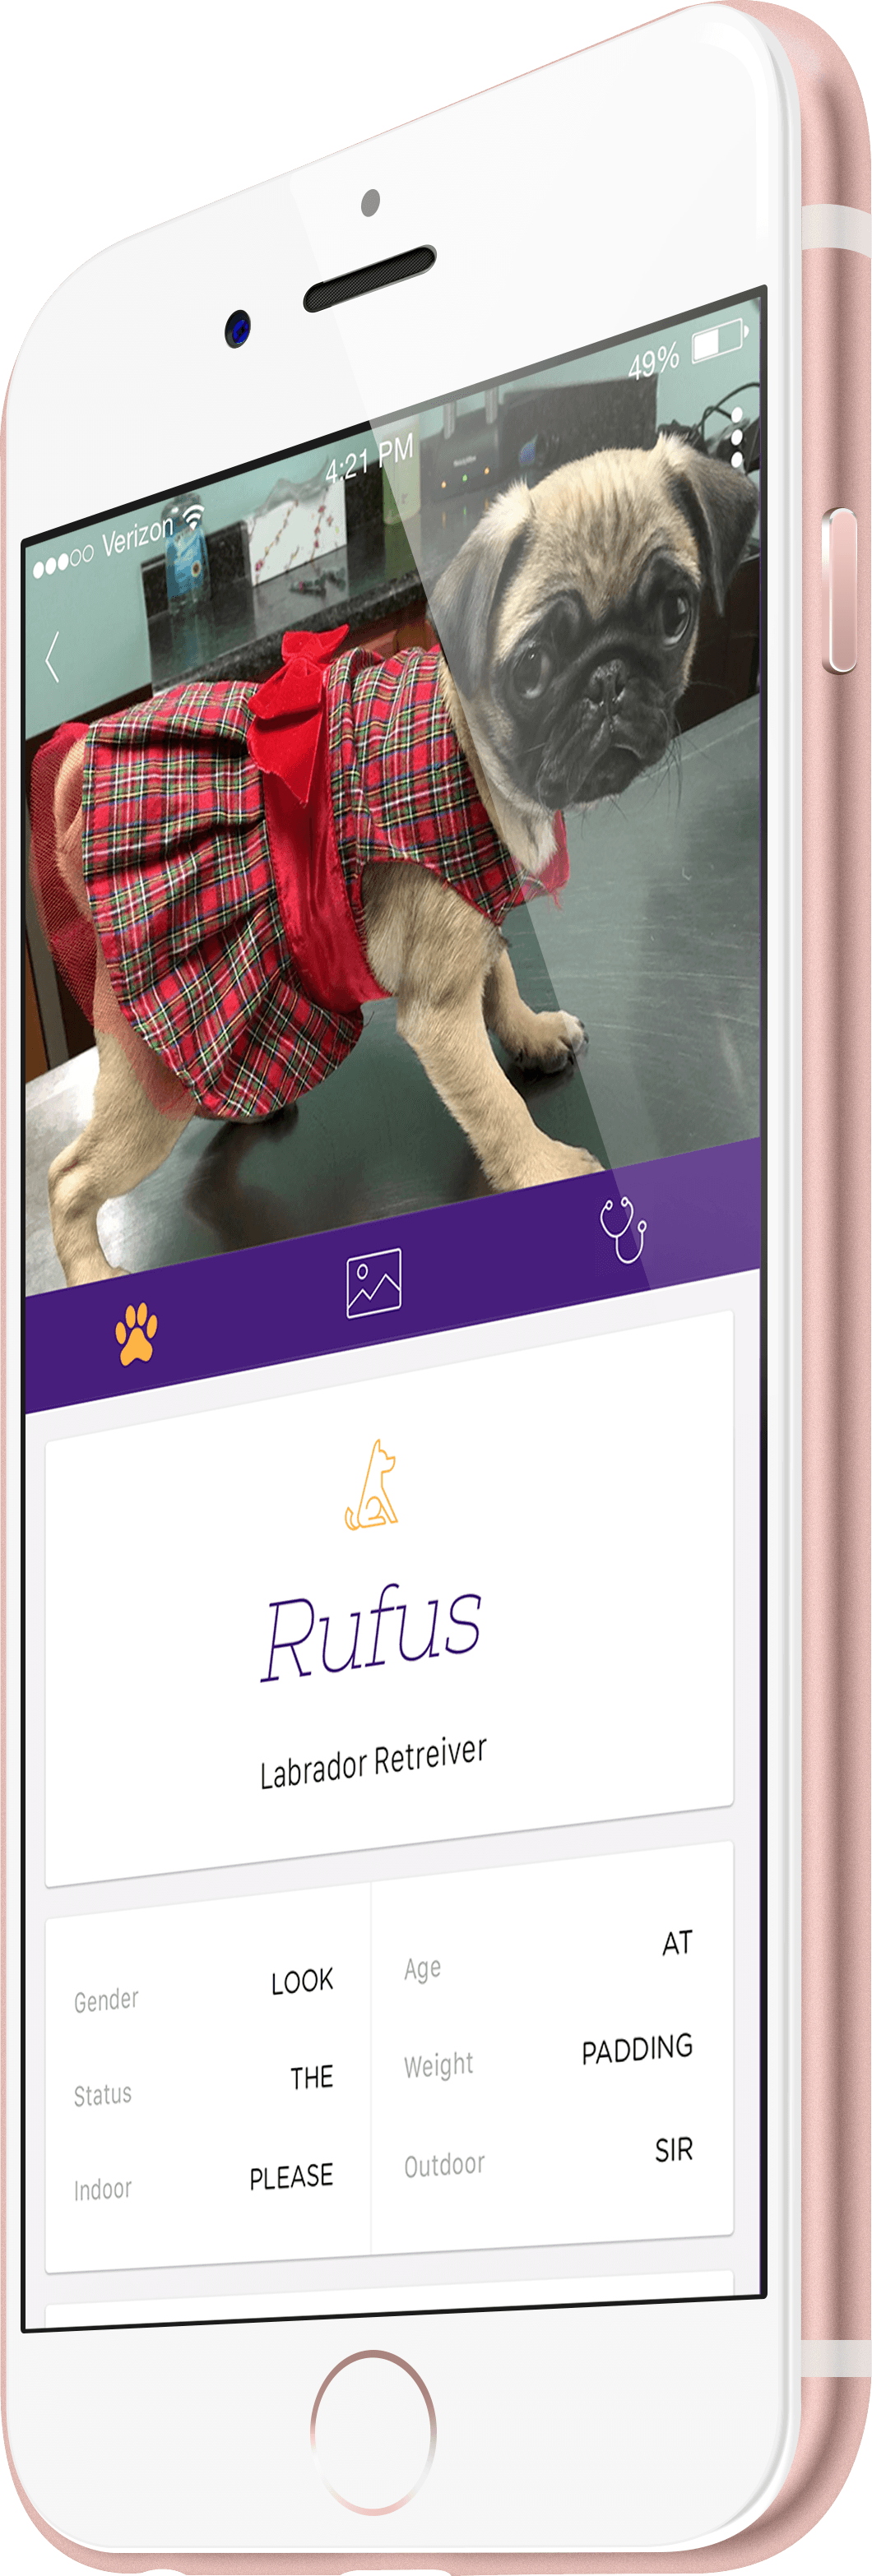 Verizon 4:21 PM 49%
Rufus
Labrador Retreiver
Gender LOOK
Age AT
Status THE
Weight PADDING
Indoor PLEASE
Outdoor SIR